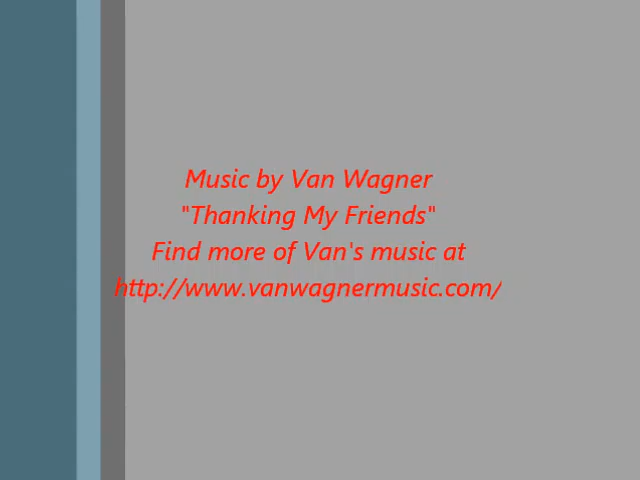 Music by Van Wagner
"Thanking My Friends"
Find more of Van's music at
http://www.vanwagnermusic.com/